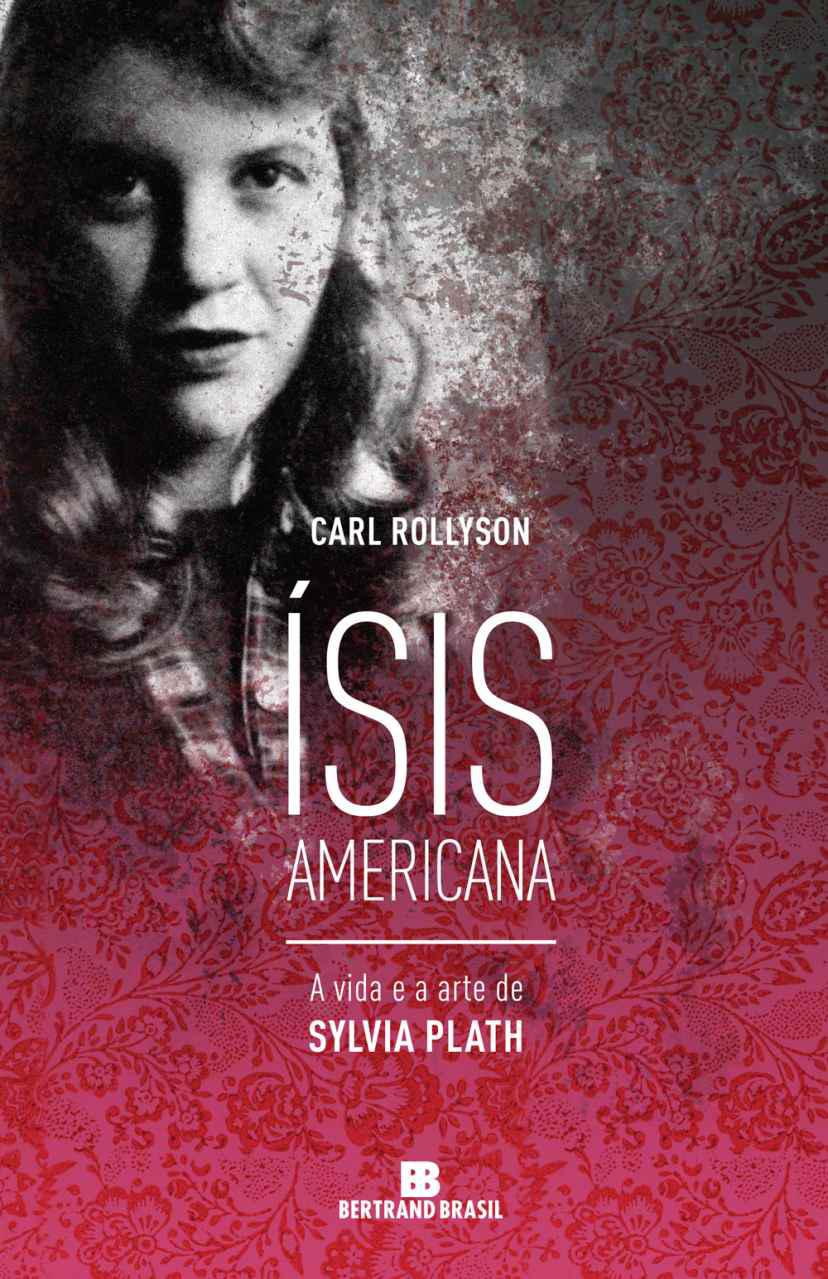 CARL ROLLYSON
ÍSIS
AMERICANA
A vida e a arte de
SYLVIA PLATH
BB
BERTRAND BRASIL